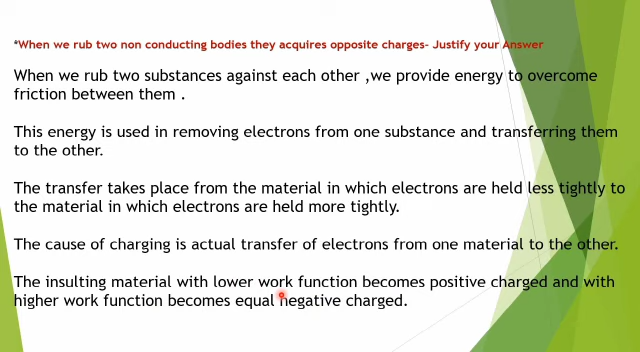 *When we rub two non conducting bodies they acquires opposite charges- Justify your Answer
When we rub two substances against each other ,we provide energy to overcome
friction between them .
This energy is used in removing electrons from one substance and transferring them
to the other.
The transfer takes place from the material in which electrons are held less tightly to
the material in which electrons are held more tightly.
The cause of charging is actual transfer of electrons from one material to the other.
The insulting material with lower work function becomes positive charged and with
higher work function becomes equal negative charged.